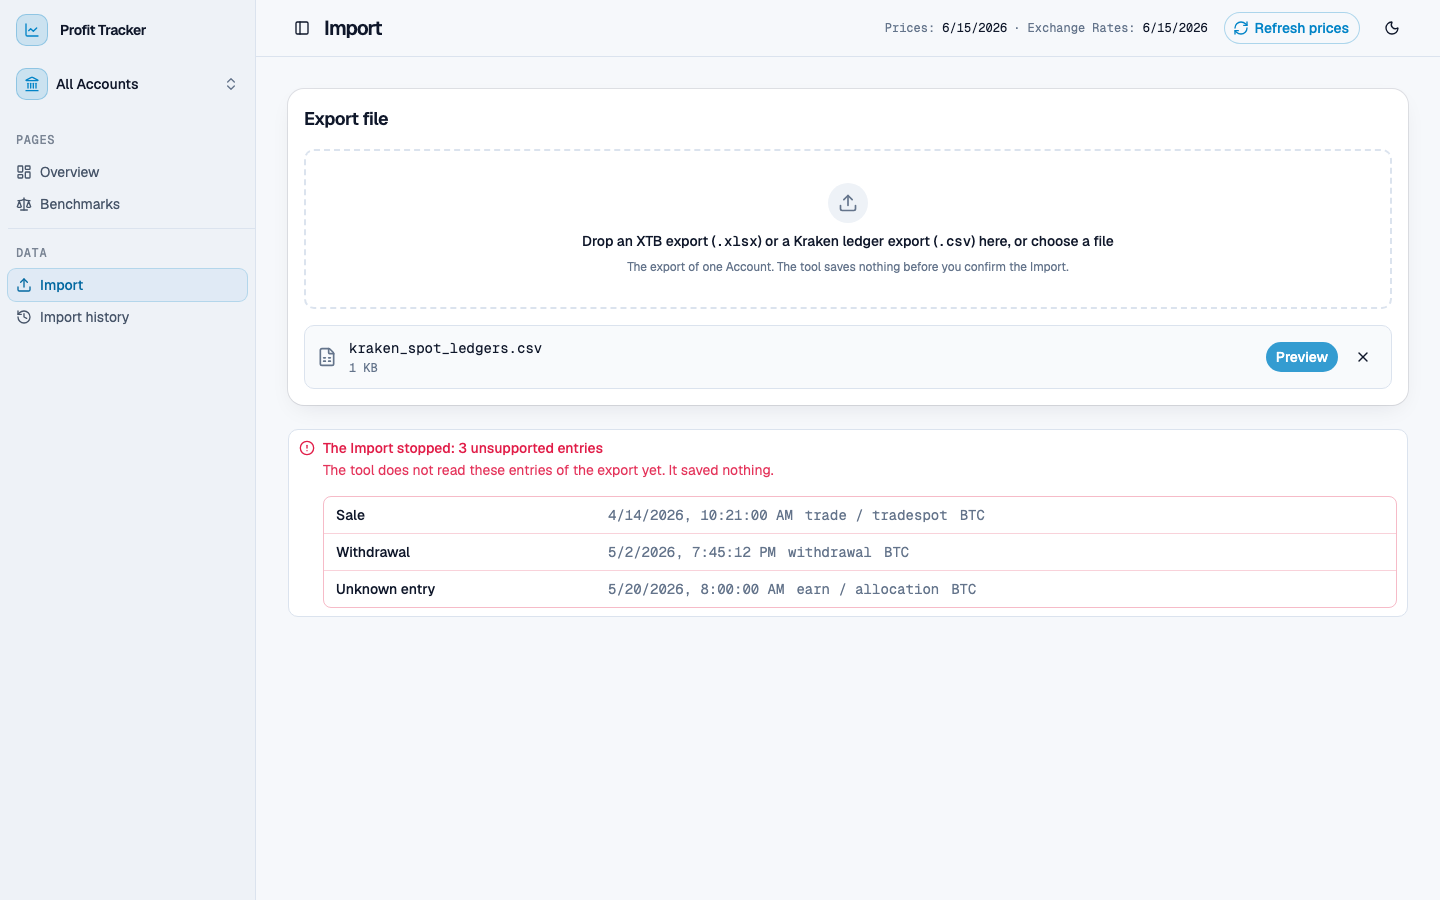 Profit Tracker
All Accounts
PAGES
Overview
Benchmarks
DATA
Import
Import history
Import
Prices: 6/15/2026 · Exchange Rates: 6/15/2026
Refresh prices
Export file
Drop an XTB export (.xlsx) or a Kraken ledger export (.csv) here, or choose a file
The export of one Account. The tool saves nothing before you confirm the Import.
kraken_spot_ledgers.csv
1 KB
Preview
The Import stopped: 3 unsupported entries
The tool does not read these entries of the export yet. It saved nothing.
Sale 4/14/2026, 10:21:00 AM trade / tradespot BTC
Withdrawal 5/2/2026, 7:45:12 PM withdrawal BTC
Unknown entry 5/20/2026, 8:00:00 AM earn / allocation BTC